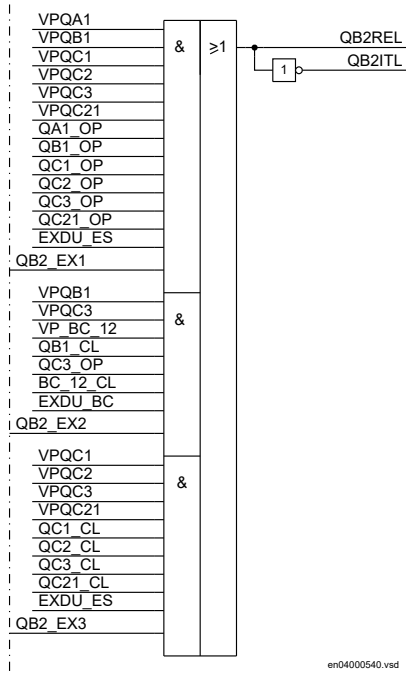 VPQA1
VPQB1
VPQC1
VPQC2
VPQC3
VPQC21
QA1_OP
QB1_OP
QC1_OP
QC2_OP
QC3_OP
QC21_OP
EXDU_ES
QB2_EX1
&
≥1
QB2REL
QB2ITL
1
VPQB1
VPQC3
VP_BC_12
QB1_CL
QC3_OP
BC_12_CL
EXDU_BC
QB2_EX2
&
VPQC1
VPQC2
VPQC3
VPQC21
QC1_CL
QC2_CL
QC3_CL
QC21_CL
EXDU_ES
QB2_EX3
&
en04000540.vsd